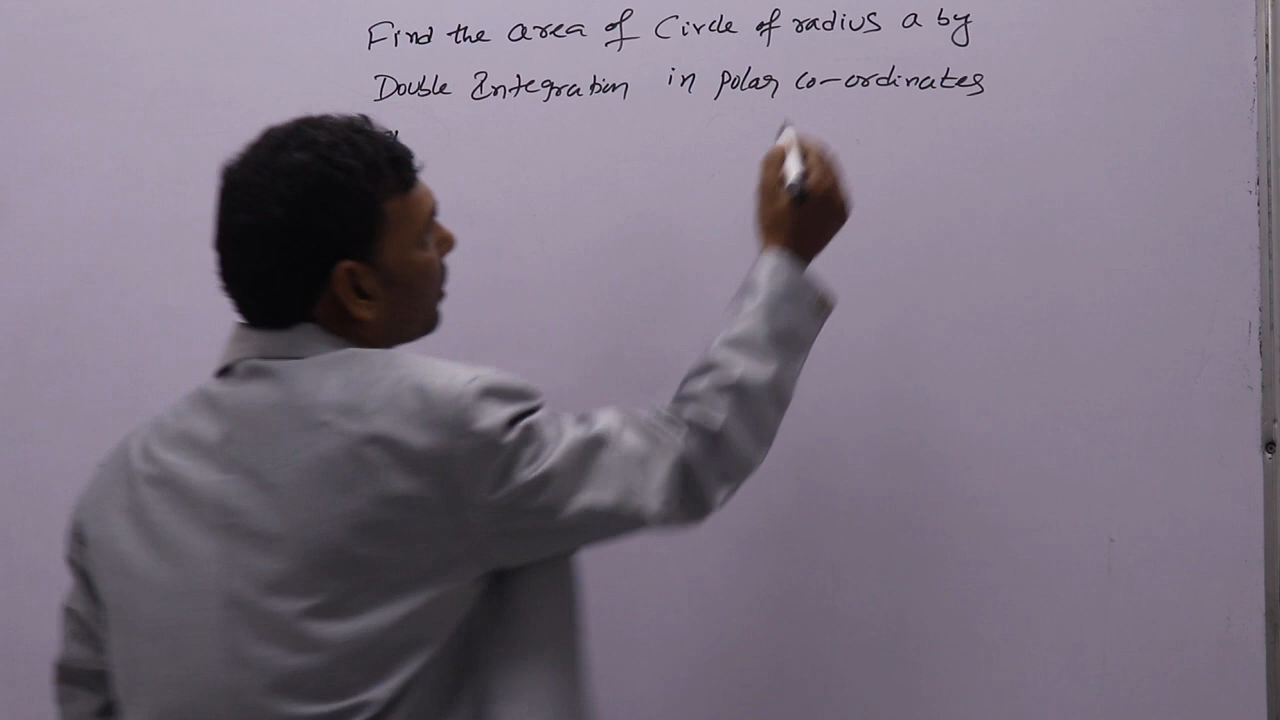 Find the area of Circle of radius a by
Double Integration in polar co-ordinates